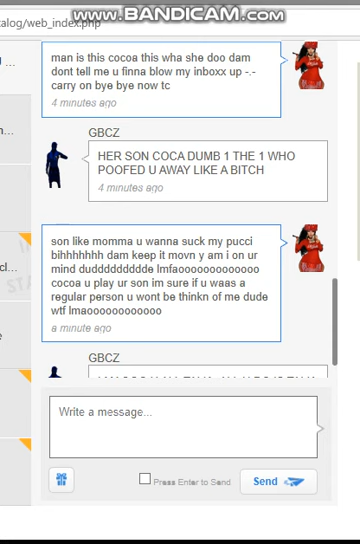 www.BANDICAM.com
talog/web_index.php
man is this cocoa this wha she doo dam
dont tell me u finna blow my inboxx up -.-
carry on bye bye now tc
4 minutes ago
GBCZ
HER SON COCA DUMB 1 THE 1 WHO
POOFED U AWAY LIKE A BITCH
4 minutes ago
son like momma u wanna suck my pucci
bihhhhhhh dam keep it movn y am i on ur
mind duddddddddde lmfaooooooooooooo
cocoa u play ur son im sure if u waas a
regular person u wont be thinkn of me dude
wtf lmaoooooooooooo
a minute ago
GBCZ
Write a message...
Press Enter to Send
Send